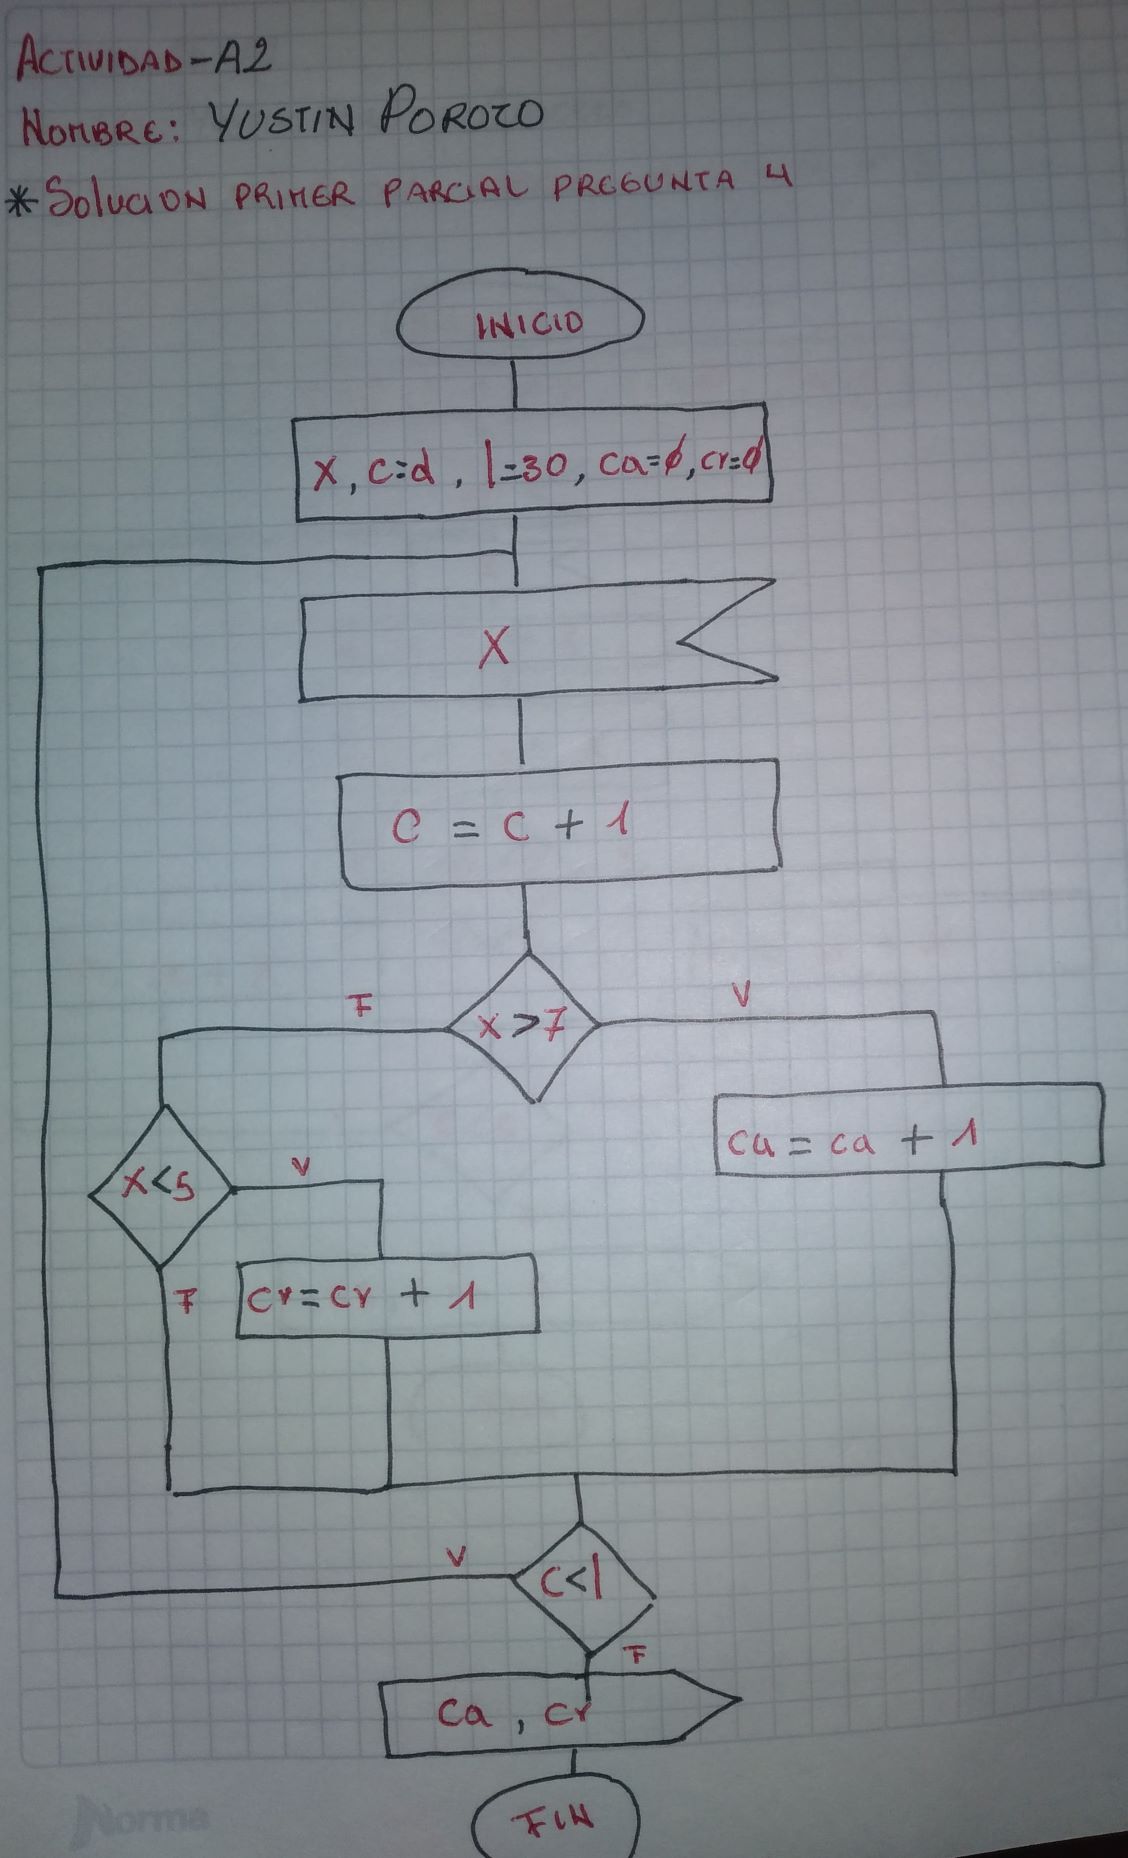 ACTIVIDAD-A2
NOMBRE: YUSTIN POROZO
* SOLUCION PRIMER PARCIAL PREGUNTA 4
INICIO
X, C=d, l=30, ca=ϕ, cr=ϕ
X
C = C + 1
X>7
F
V
X<5
V
F
cr=cr + 1
ca=ca + 1
C<l
V
F
ca, cr
FIN
Norma